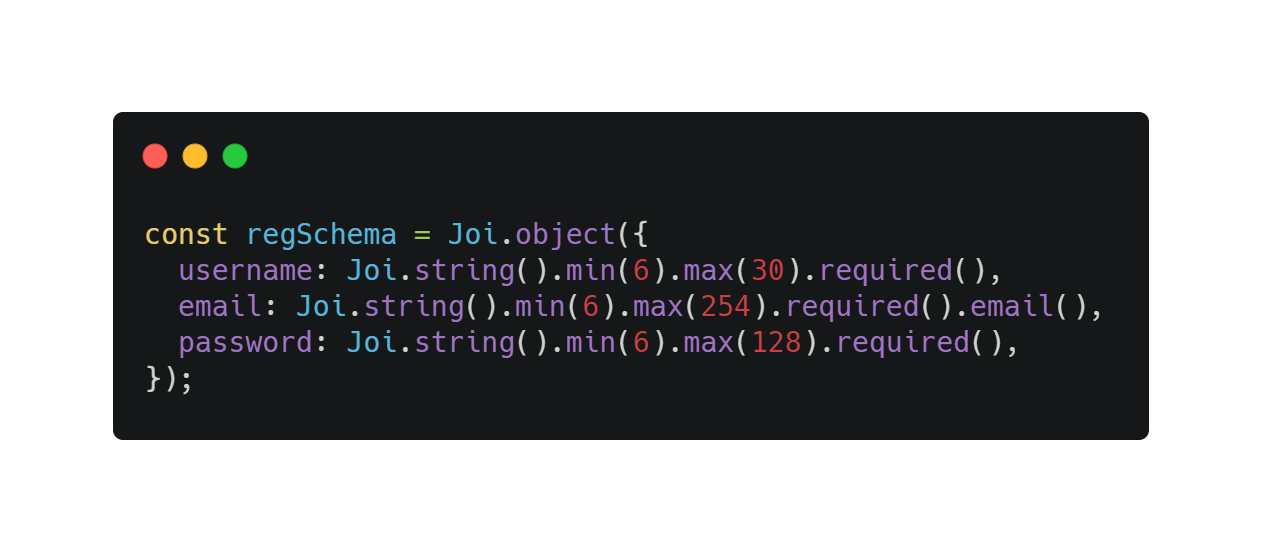 const regSchema = Joi.object({
  username: Joi.string().min(6).max(30).required(),
  email: Joi.string().min(6).max(254).required().email(),
  password: Joi.string().min(6).max(128).required(),
});